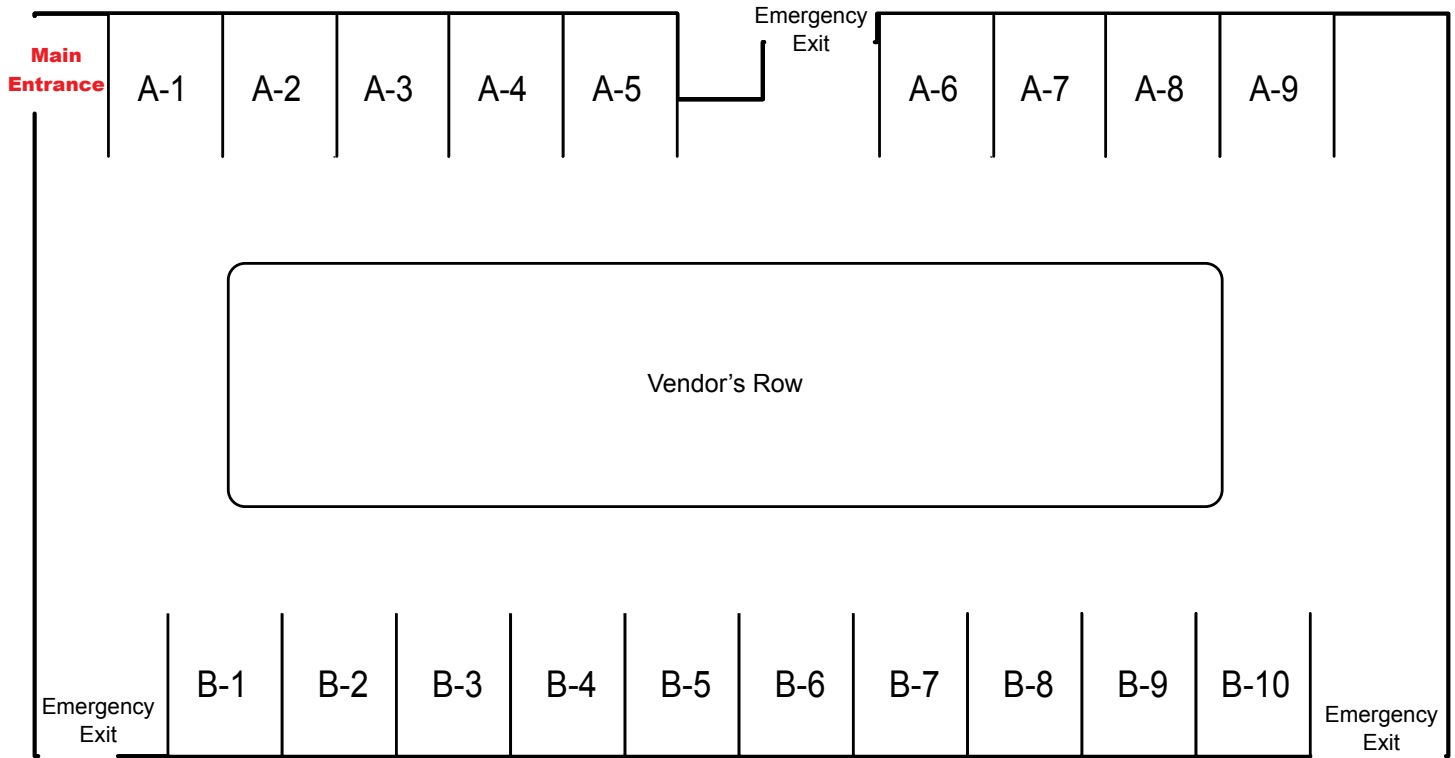 Emergency
Exit
Main
Entrance
A-1 A-2 A-3 A-4 A-5 A-6 A-7 A-8 A-9
Vendor’s Row
B-1 B-2 B-3 B-4 B-5 B-6 B-7 B-8 B-9 B-10
Emergency
Exit
Emergency
Exit